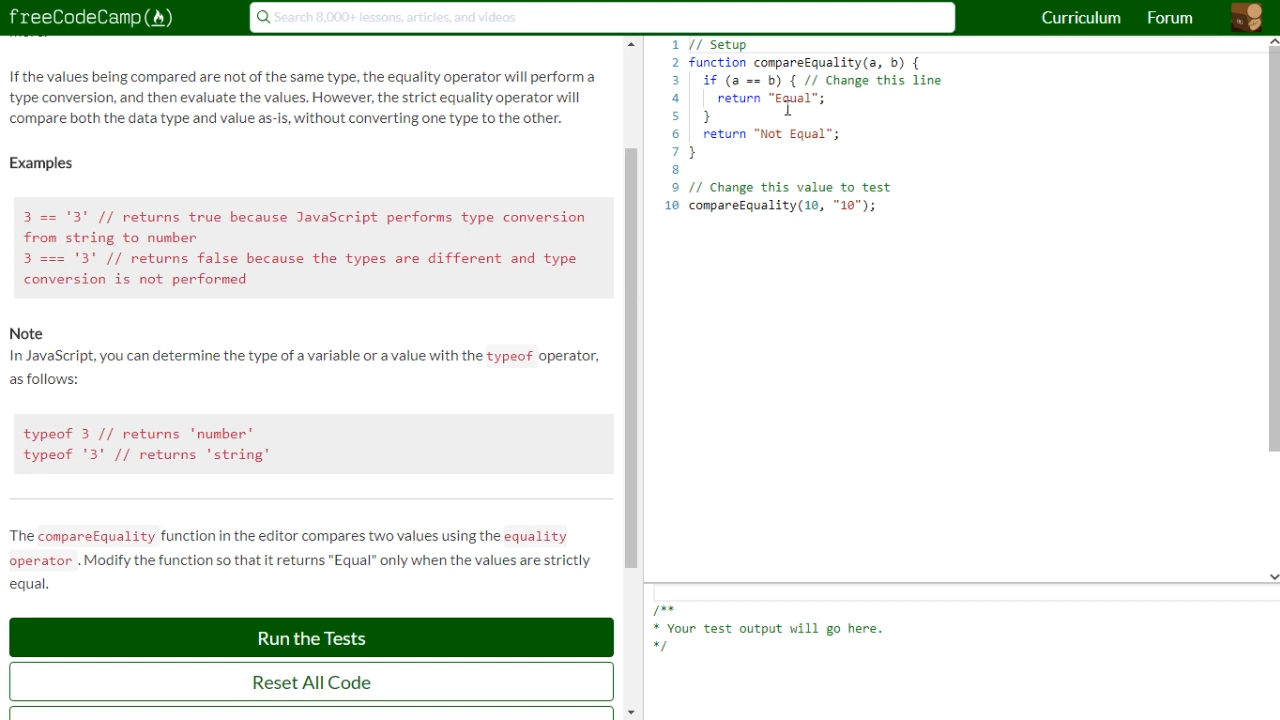 freeCodeCamp
Search 8,000+ lessons, articles, and videos
Curriculum
Forum
If the values being compared are not of the same type, the equality operator will perform a
type conversion, and then evaluate the values. However, the strict equality operator will
compare both the data type and value as-is, without converting one type to the other.
Examples
3 == '3' // returns true because JavaScript performs type conversion
from string to number
3 === '3' // returns false because the types are different and type
conversion is not performed
Note
In JavaScript, you can determine the type of a variable or a value with the typeof operator,
as follows:
typeof 3 // returns 'number'
typeof '3' // returns 'string'
The compareEquality function in the editor compares two values using the equality
operator . Modify the function so that it returns "Equal" only when the values are strictly
equal.
Run the Tests
Reset All Code
1 // Setup
2 function compareEquality(a, b) {
3 if (a == b) { // Change this line
4 return "Equal";
5 }
6 return "Not Equal";
7 }
8
9 // Change this value to test
10 compareEquality(10, "10");
/**
* Your test output will go here.
*/